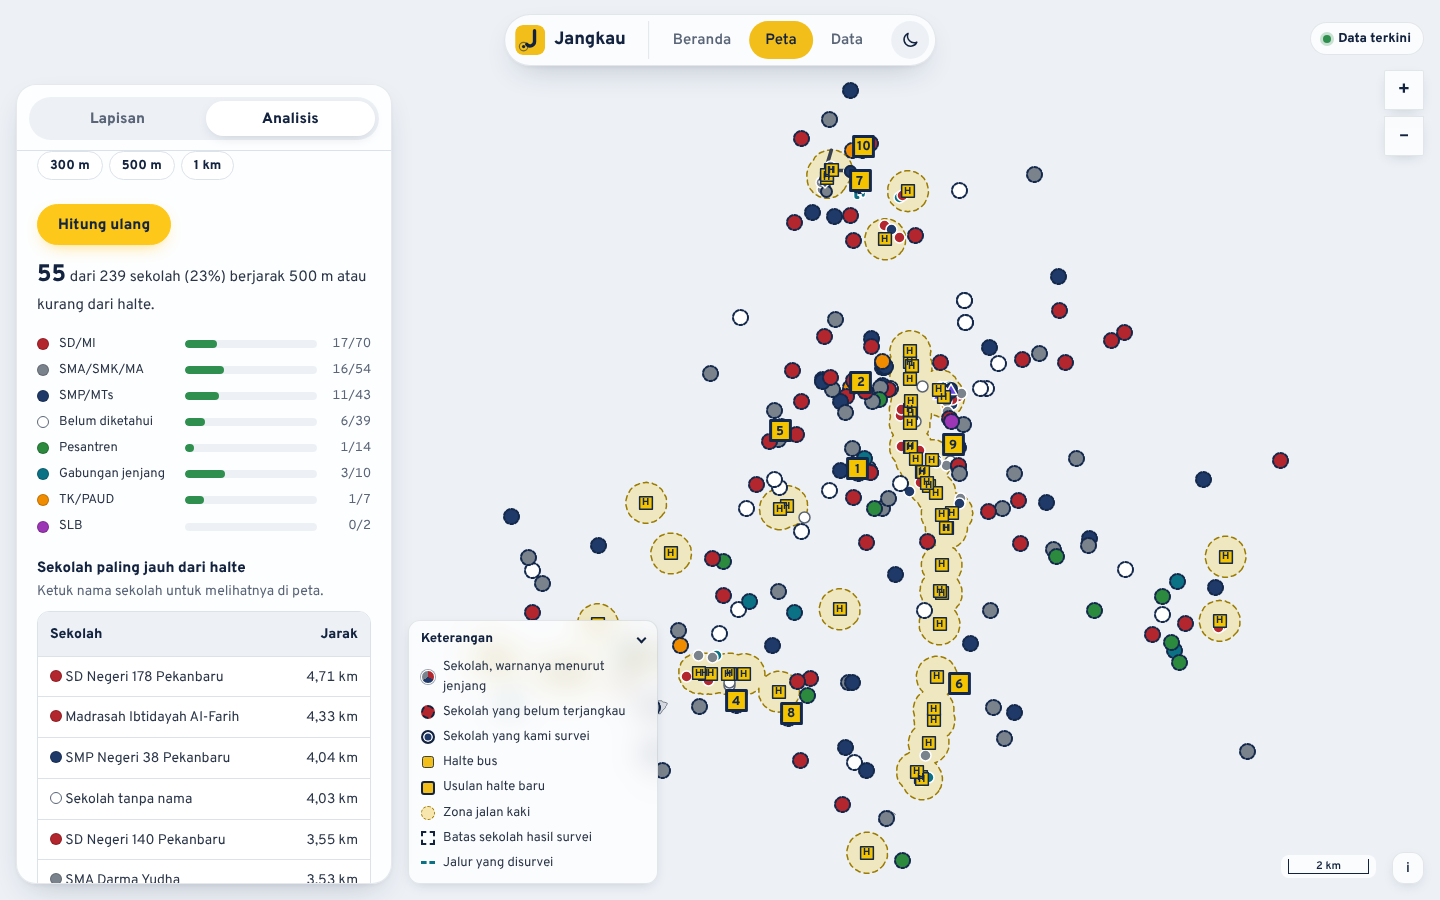 Jangkau
Beranda
Peta
Data
Data terkini
+
−
Lapisan
Analisis
300 m
500 m
1 km
Hitung ulang
55 dari 239 sekolah (23%) berjarak 500 m atau
kurang dari halte.
SD/MI 17/70
SMA/SMK/MA 16/54
SMP/MTs 11/43
Belum diketahui 6/39
Pesantren 1/14
Gabungan jenjang 3/10
TK/PAUD 1/7
SLB 0/2
Sekolah paling jauh dari halte
Ketuk nama sekolah untuk melihatnya di peta.
Sekolah Jarak
SD Negeri 178 Pekanbaru 4,71 km
Madrasah Ibtidayah Al-Farih 4,33 km
SMP Negeri 38 Pekanbaru 4,04 km
Sekolah tanpa nama 4,03 km
SD Negeri 140 Pekanbaru 3,55 km
SMA Darma Yudha 3,53 km
Keterangan
Sekolah, warnanya menurut
jenjang
Sekolah yang belum terjangkau
Sekolah yang kami survei
Halte bus
Usulan halte baru
Zona jalan kaki
Batas sekolah hasil survei
Jalur yang disurvei
10
7
2
5
9
1
6
4
8
2 km
i